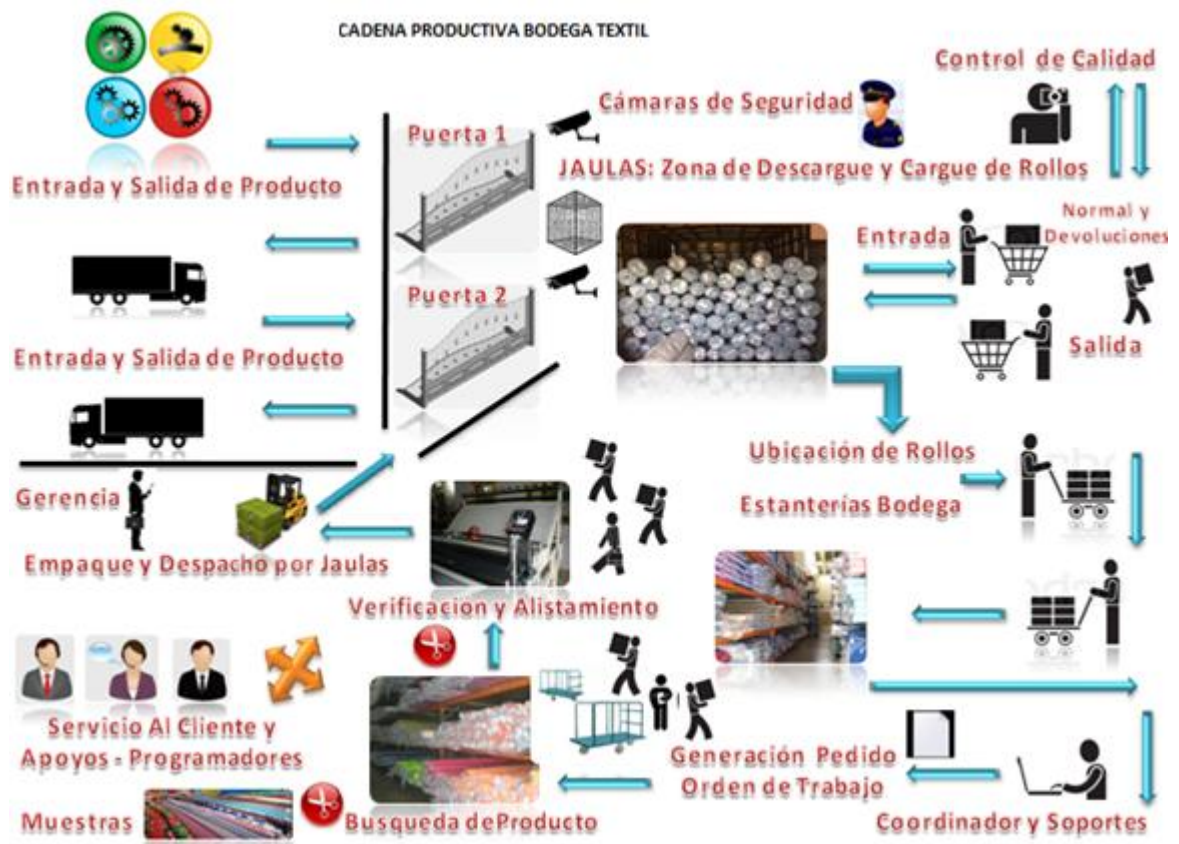 CADENA PRODUCTIVA BODEGA TEXTIL
Control de Calidad
Cámaras de Seguridad
Puerta 1
JAULAS: Zona de Descargue y Cargue de Rollos
Entrada y Salida de Producto
Normal y
Devoluciones
Entrada
Puerta 2
Salida
Entrada y Salida de Producto
Ubicación de Rollos
Gerencia
Estanterías Bodega
Empaque y Despacho por Jaulas
Verificacion y Alistamiento
Servicio Al Cliente y
Apoyos - Programadores
Generación Pedido
Orden de Trabajo
Muestras
Busqueda de Producto
Coordinador y Soportes